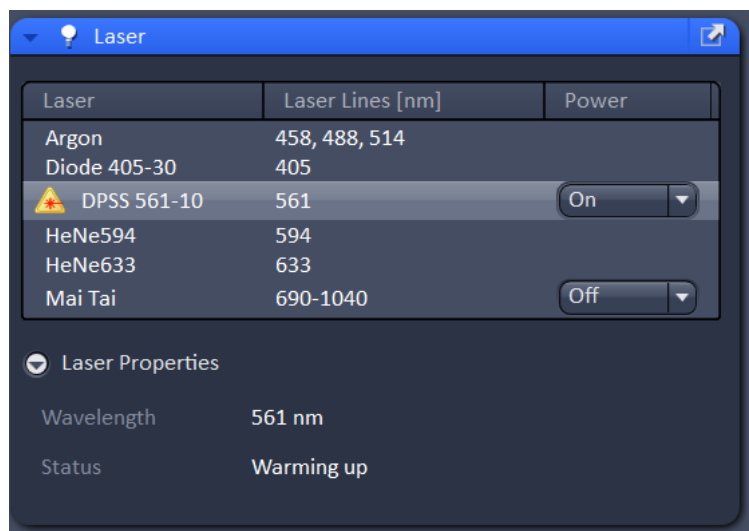 Laser
Laser Laser Lines [nm] Power
Argon 458, 488, 514
Diode 405-30 405
DPSS 561-10 561 On
HeNe594 594
HeNe633 633
Mai Tai 690-1040 Off
Laser Properties
Wavelength 561 nm
Status Warming up